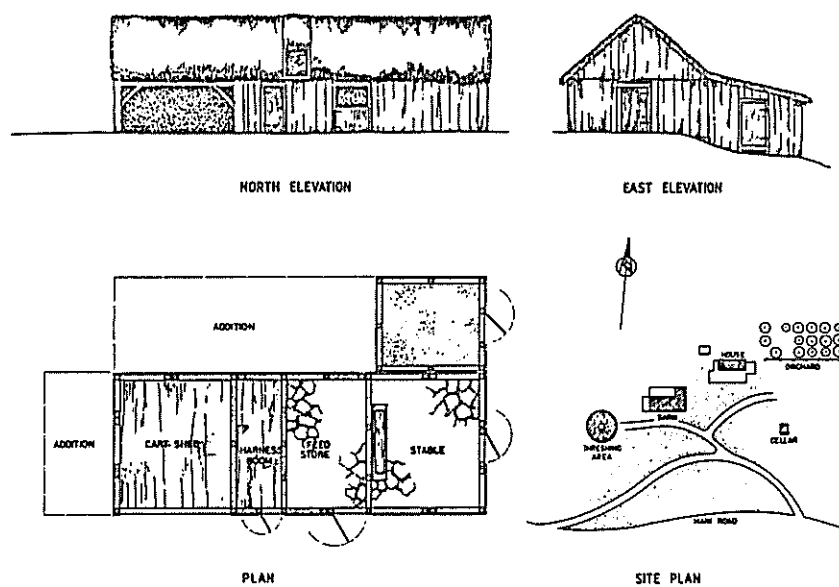 NORTH ELEVATION
EAST ELEVATION
ADDITION
ADDITION
CART SHED
HARNESS
ROOM
FEED
STORE
STABLE
PLAN
HOUSE
ORCHARD
BARN
THRESHING
AREA
CELLAR
MAIN ROAD
SITE PLAN